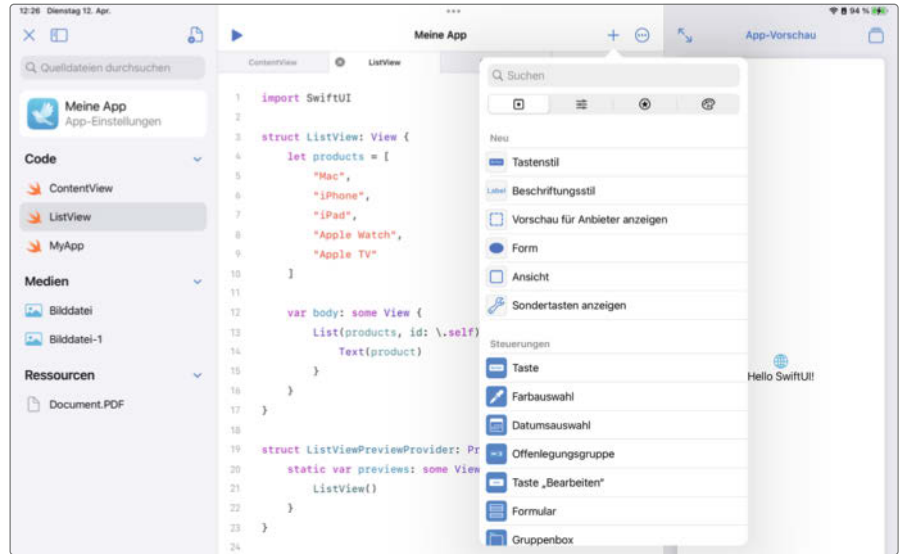 12:26 Dienstag 12. Apr.
94 %
Meine App
App-Vorschau
Quelldateien durchsuchen
Meine App
App-Einstellungen
Code
ContentView
ListView
MyApp
Medien
Bilddatei
Bilddatei-1
Ressourcen
Document.PDF
ContentView
ListView
1 import SwiftUI
2
3 struct ListView: View {
4 let products = [
5 "Mac",
6 "iPhone",
7 "iPad",
8 "Apple Watch",
9 "Apple TV"
10 ]
11
12 var body: some View {
13 List(products, id: \.self)
14 Text(product)
15 }
16 }
17 }
18
19 struct ListViewPreviewProvider: Pr
20 static var previews: some View
21 ListView()
22 }
23 }
24
Suchen
Neu
Tastenstil
Label Beschriftungsstil
Vorschau für Anbieter anzeigen
Form
Ansicht
Sondertasten anzeigen
Steuerungen
Taste
Farbauswahl
Datumsauswahl
Offenlegungsgruppe
Taste „Bearbeiten“
Formular
Gruppenbox
Hello SwiftUI!